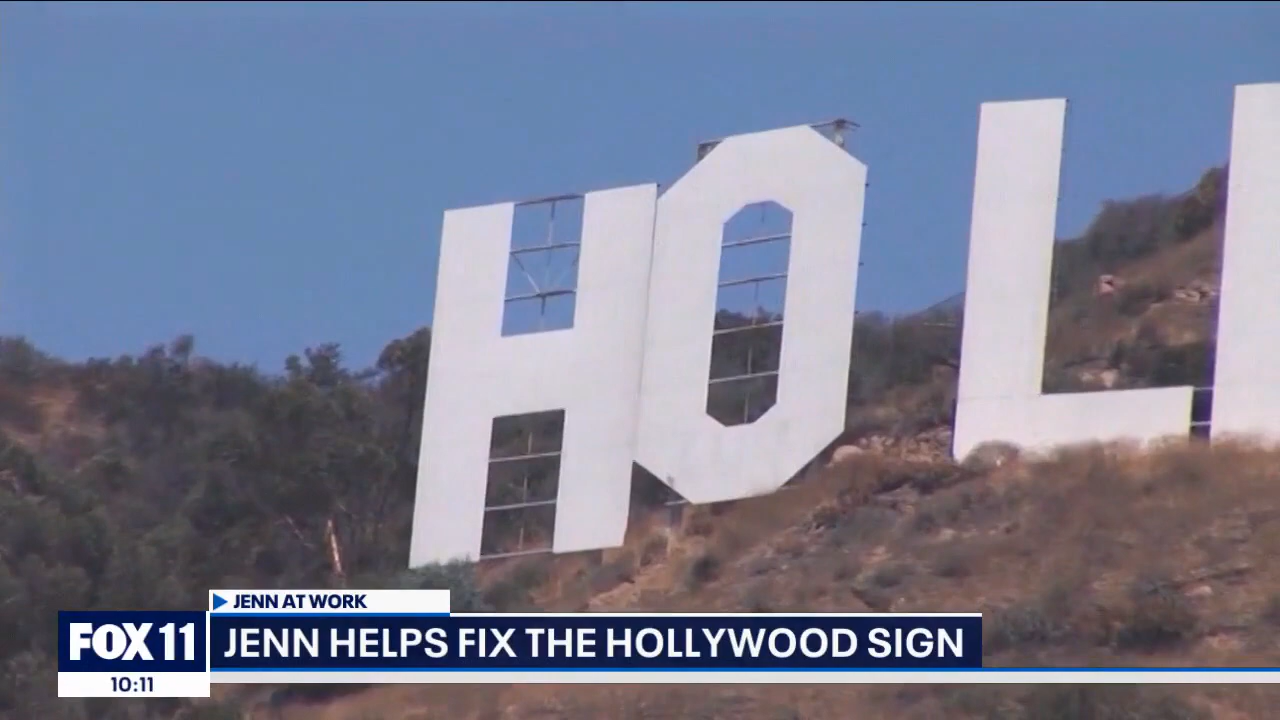 HOL
JENN AT WORK
FOX 11
JENN HELPS FIX THE HOLLYWOOD SIGN
10:11